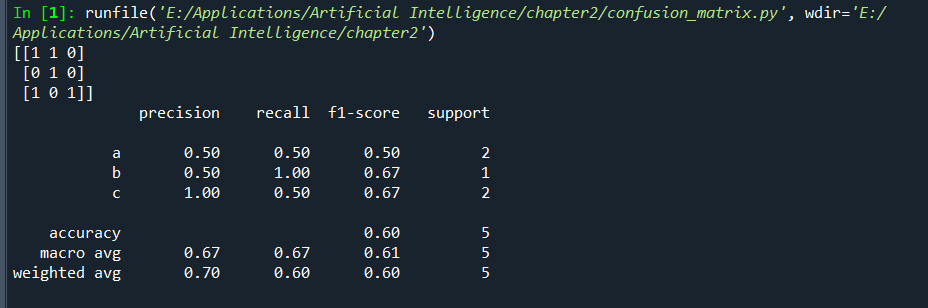 In [1]: runfile('E:/Applications/Artificial Intelligence/chapter2/confusion_matrix.py', wdir='E:/
Applications/Artificial Intelligence/chapter2')
[[1 1 0]
 [0 1 0]
 [1 0 1]]
              precision    recall  f1-score   support

           a       0.50      0.50      0.50         2
           b       0.50      1.00      0.67         1
           c       1.00      0.50      0.67         2

    accuracy                           0.60         5
   macro avg       0.67      0.67      0.61         5
weighted avg       0.70      0.60      0.60         5